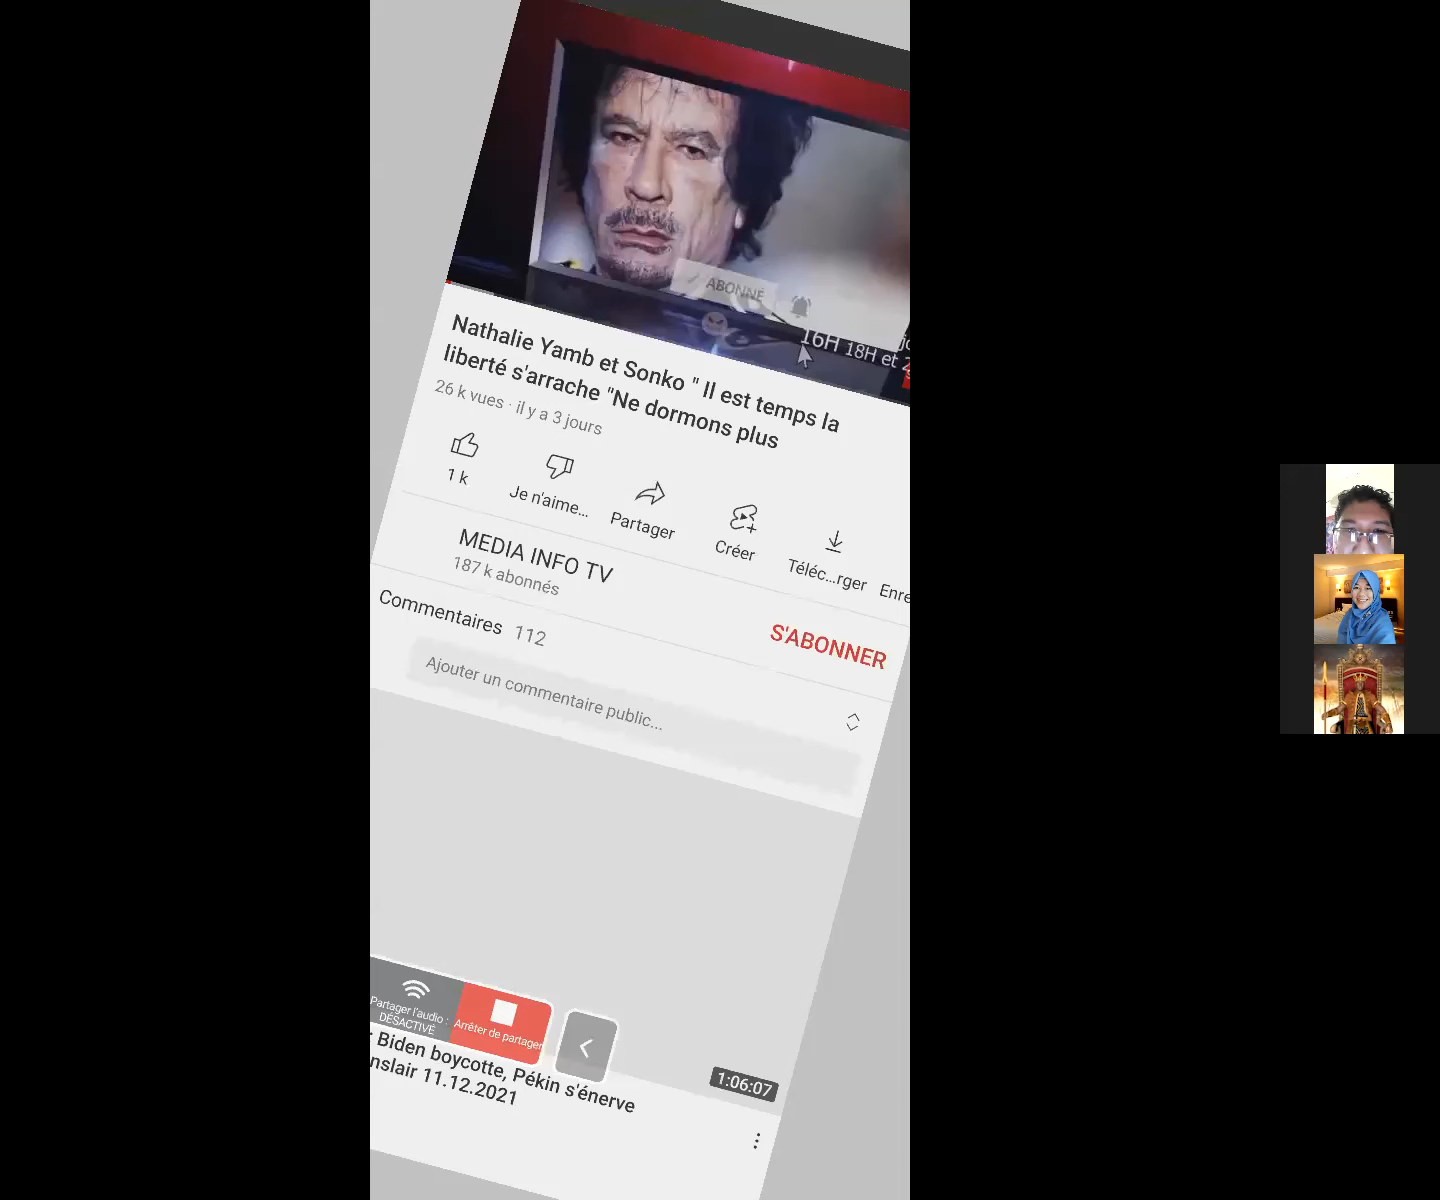 ABONNÉ
16H 18H et
Nathalie Yamb et Sonko " Il est temps la
liberté s'arrache "Ne dormons plus
26 k vues · il y a 3 jours
1 k
Je n'aime...
Partager
Créer
Téléc...rger
Enre
MEDIA INFO TV
187 k abonnés
S'ABONNER
Commentaires 112
Ajouter un commentaire public...
Partager l'audio :
DÉSACTIVÉ
Arrêter de partager
1:06:07
: Biden boycotte, Pékin s'énerve
nslair 11.12.2021